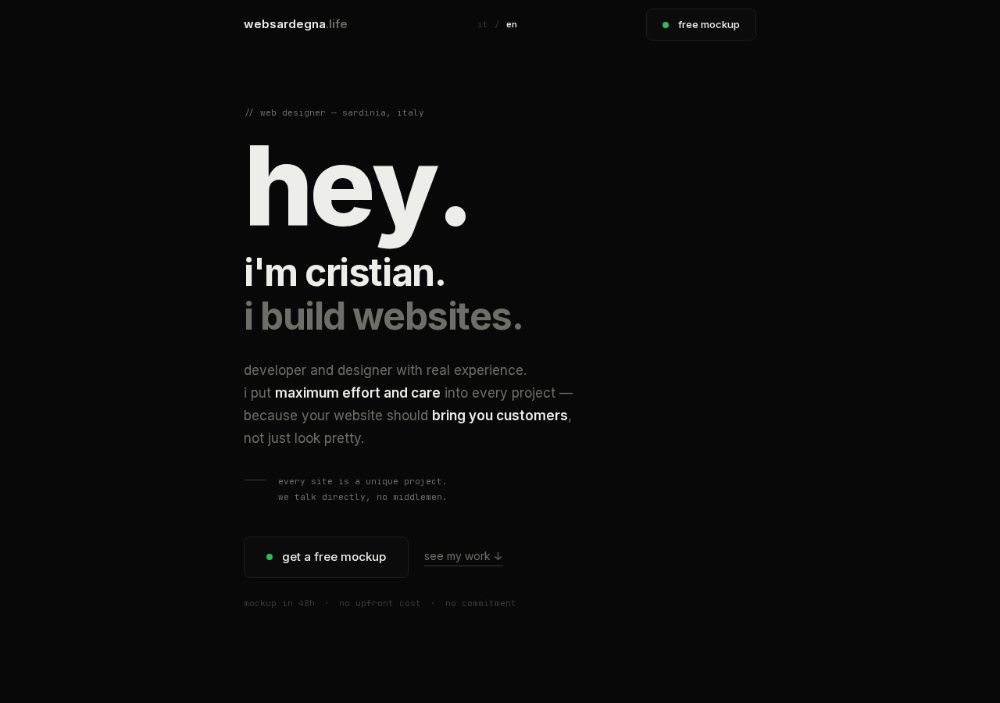 websardegna.life
it / en
free mockup
// web designer — sardinia, italy
hey.
i'm cristian.
i build websites.
developer and designer with real experience.
i put maximum effort and care into every project —
because your website should bring you customers,
not just look pretty.
every site is a unique project.
we talk directly, no middlemen.
get a free mockup
see my work ↓
mockup in 48h · no upfront cost · no commitment